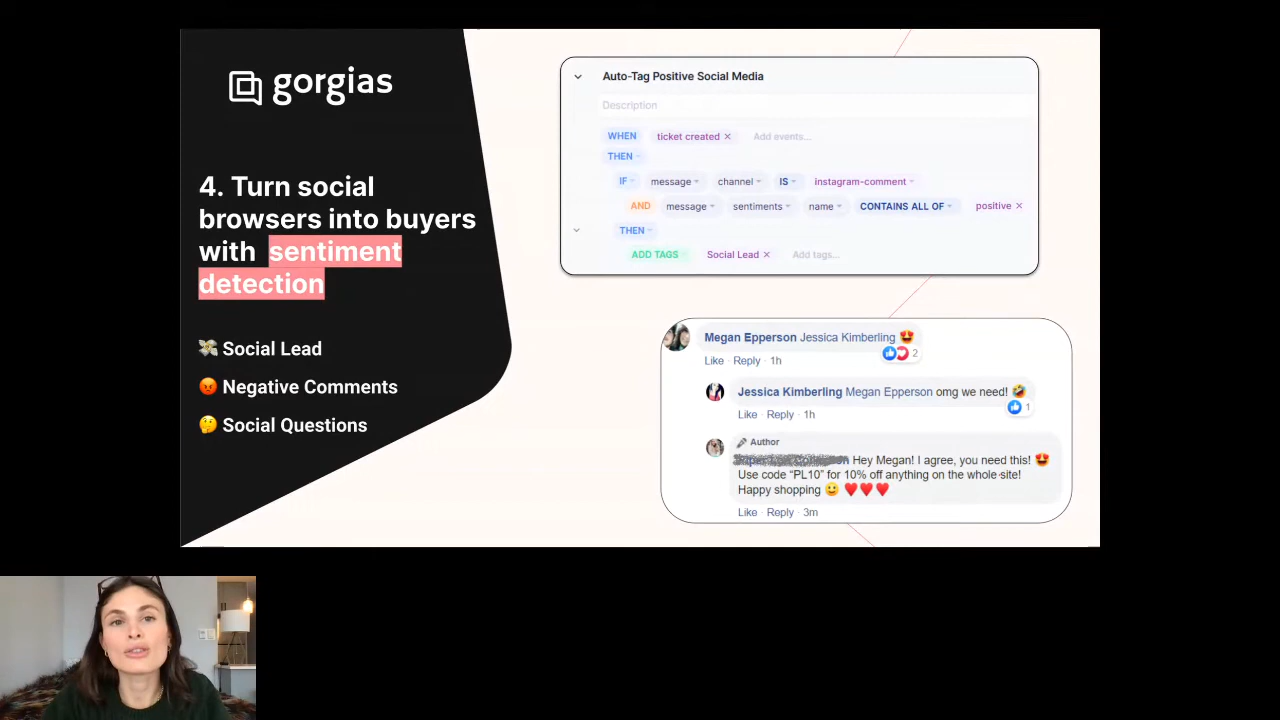 gorgias
4. Turn social
browsers into buyers
with sentiment
detection
💸 Social Lead
😡 Negative Comments
🤔 Social Questions
Auto-Tag Positive Social Media
Description
WHEN ticket created × Add events...
THEN
IF message channel IS instagram-comment
AND message sentiments name CONTAINS ALL OF positive ×
THEN
ADD TAGS Social Lead × Add tags...
Megan Epperson Jessica Kimberling 😍
2
Like · Reply · 1h
Jessica Kimberling Megan Epperson omg we need! 🤣
1
Like · Reply · 1h
Author
Hey Megan! I agree, you need this! 😍
Use code “PL10” for 10% off anything on the whole site!
Happy shopping 🙂 ❤️❤️❤️
Like · Reply · 3m